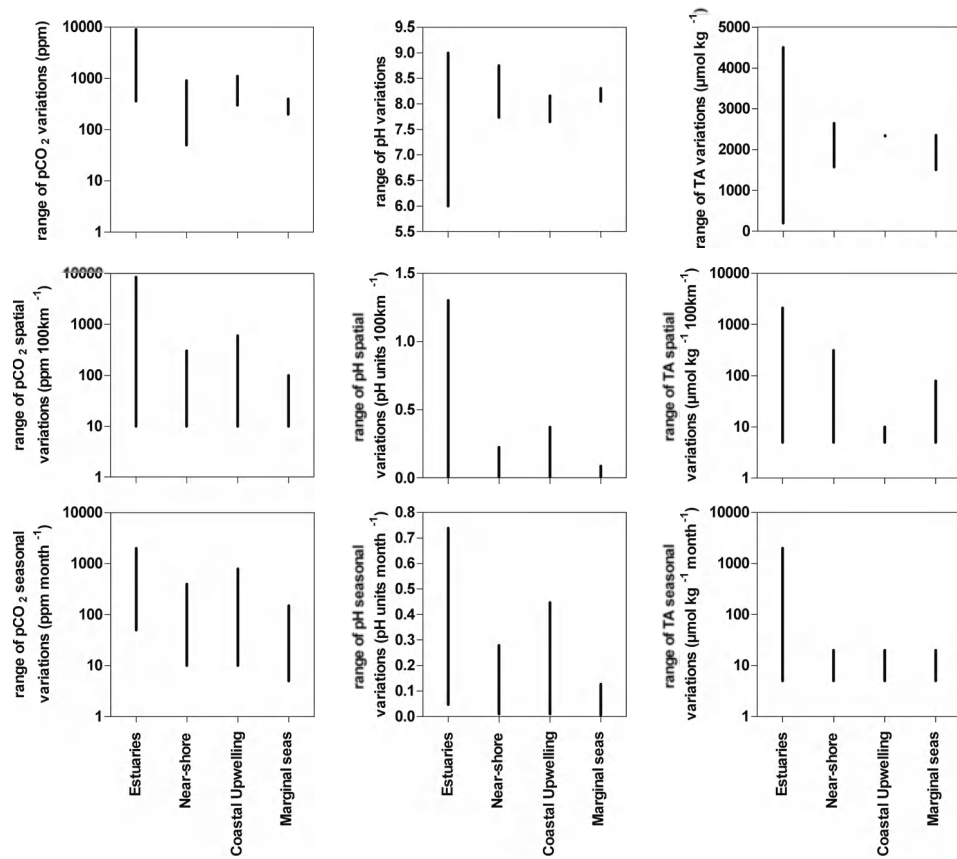 range of pCO2 variations (ppm)
10000
1000
100
10
1
range of pH variations
9.0
8.5
8.0
7.5
7.0
6.5
6.0
5.5
range of TA variations (µmol kg -1)
5000
4000
3000
2000
1000
0
range of pCO2 spatial
variations (ppm 100km -1)
10000
1000
100
10
1
range of pH spatial
variations (pH units 100km -1)
1.5
1.0
0.5
0.0
range of TA spatial
variations (µmol kg -1 100km -1)
10000
1000
100
10
1
range of pCO2 seasonal
variations (ppm month -1)
10000
1000
100
10
1
range of pH seasonal
variations (pH units month -1)
0.8
0.7
0.6
0.5
0.4
0.3
0.2
0.1
0.0
range of TA seasonal
variations (µmol kg -1 month -1)
10000
1000
100
10
1
Estuaries
Near-shore
Coastal Upwelling
Marginal seas
Estuaries
Near-shore
Coastal Upwelling
Marginal seas
Estuaries
Near-shore
Coastal Upwelling
Marginal seas